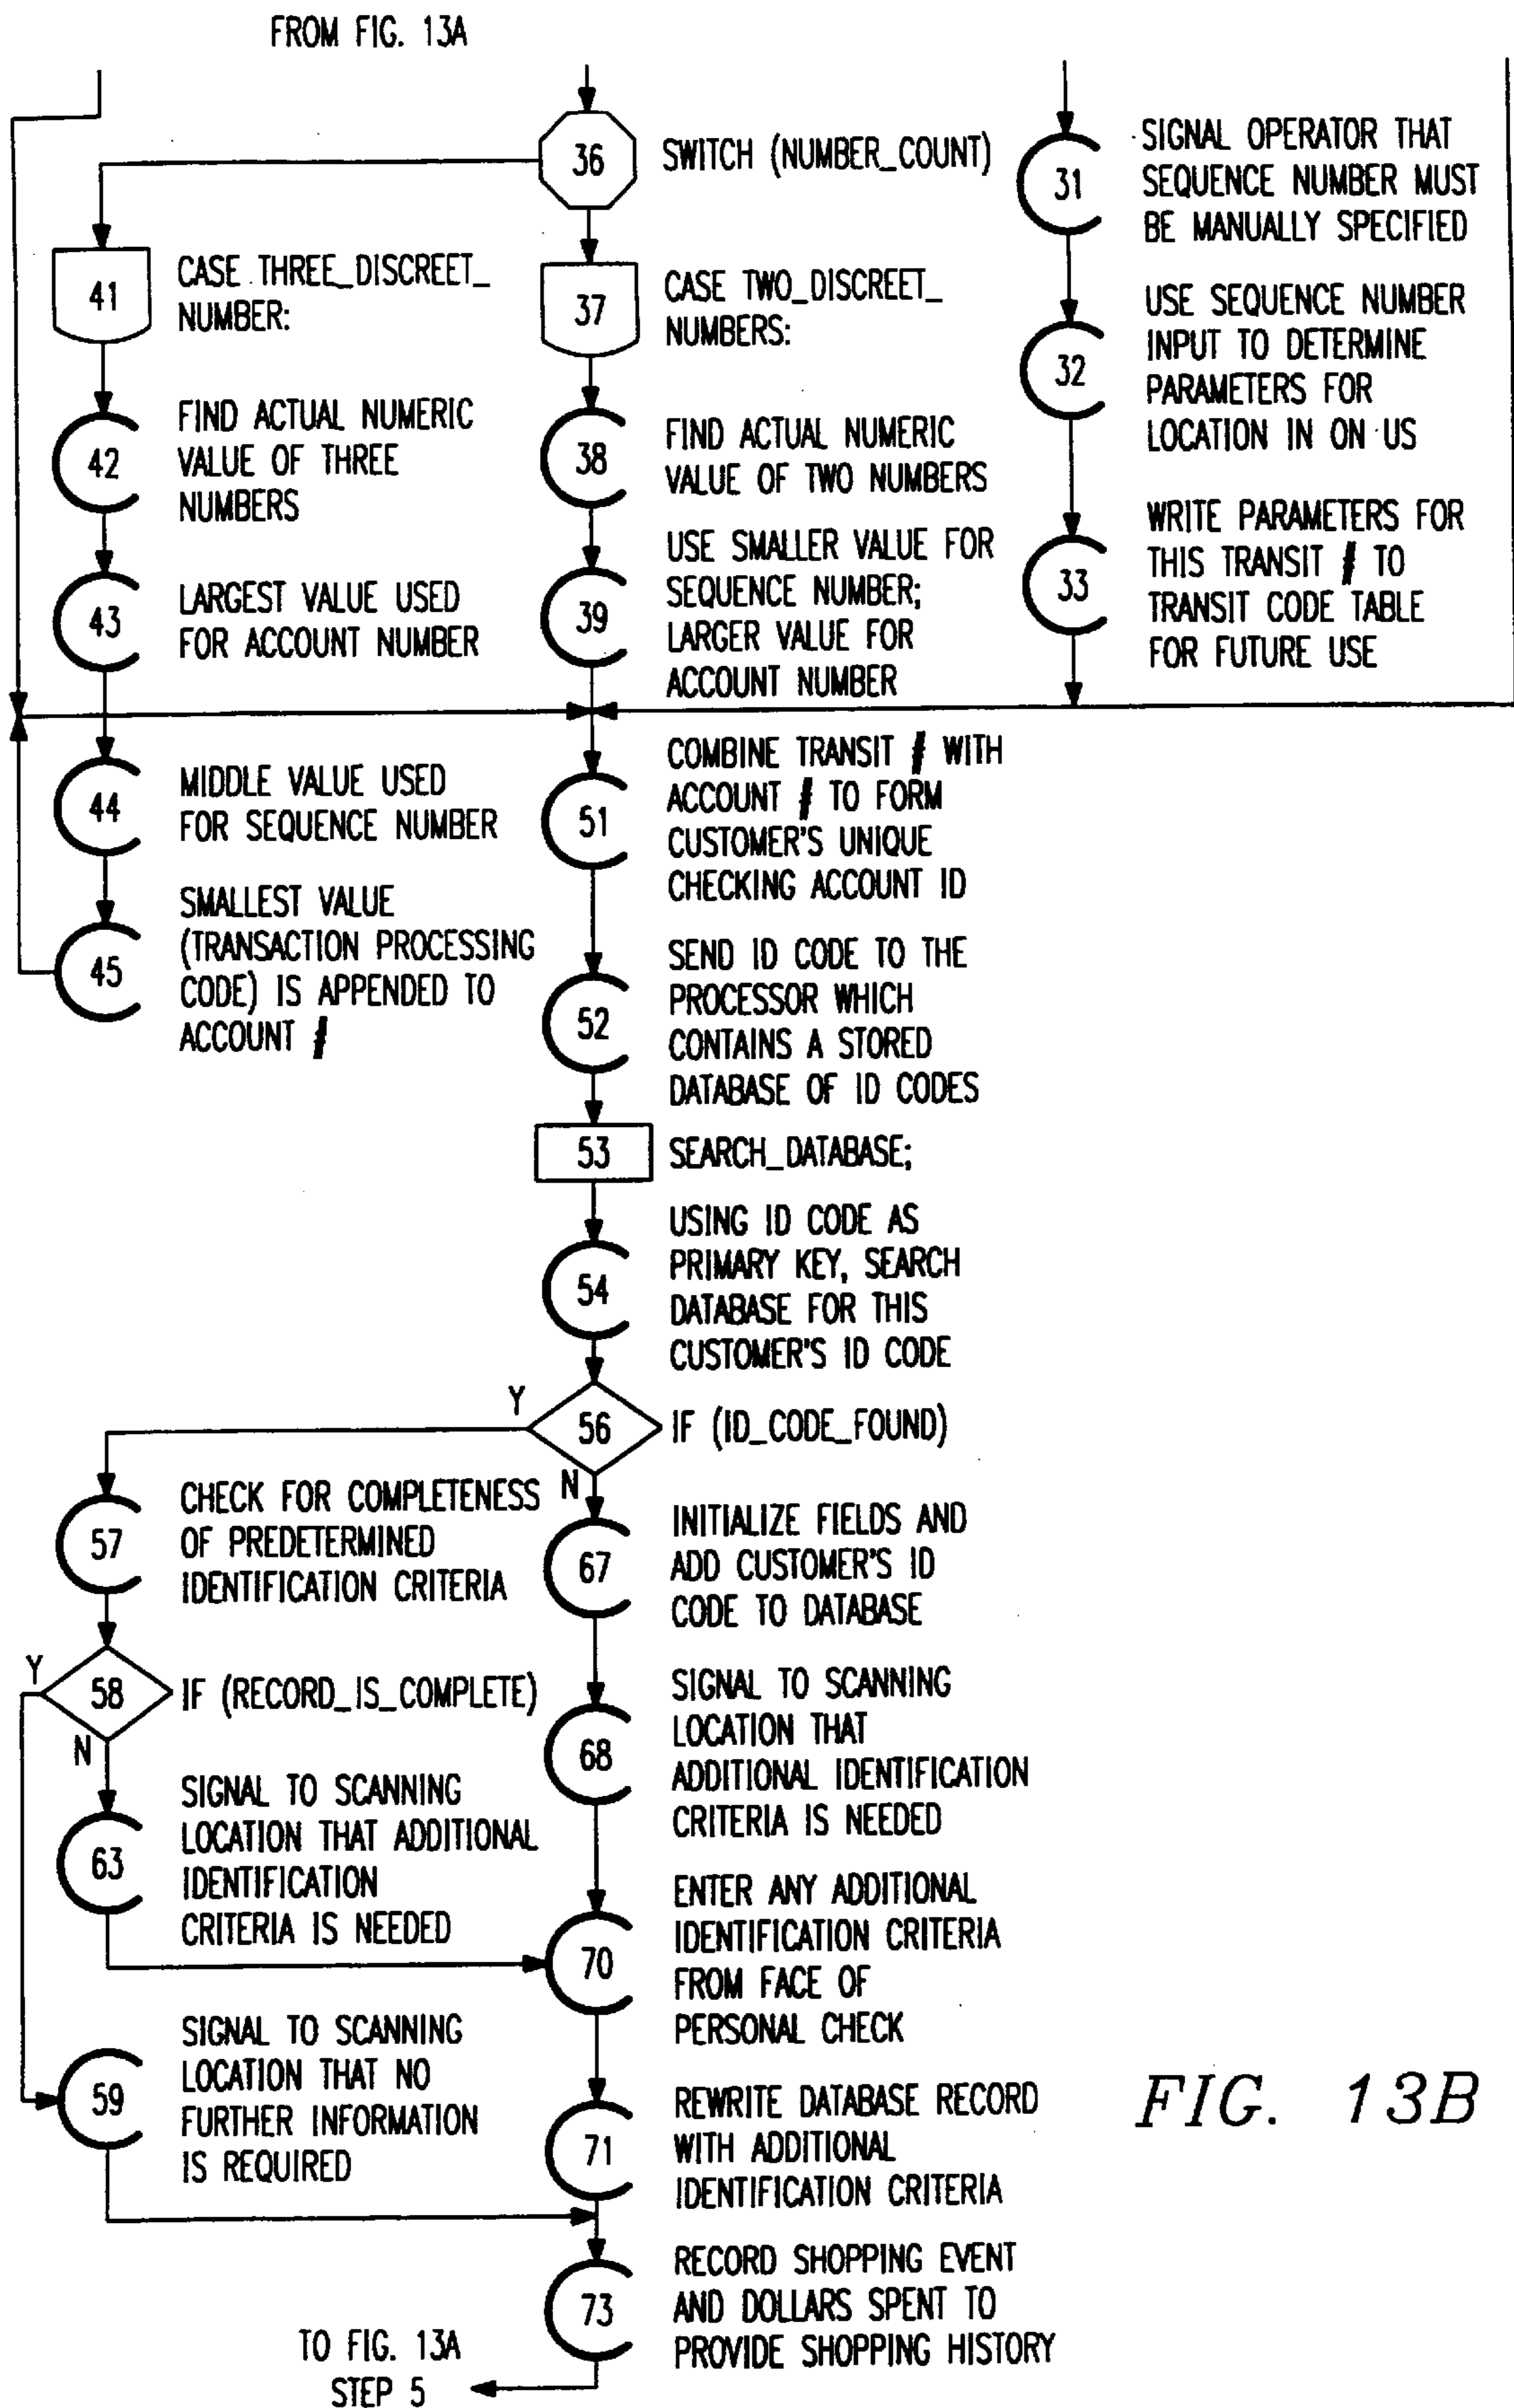 FROM FIG. 13A
36
SWITCH (NUMBER_COUNT)
41
CASE THREE_DISCREET_
NUMBER:
42
FIND ACTUAL NUMERIC
VALUE OF THREE
NUMBERS
43
LARGEST VALUE USED
FOR ACCOUNT NUMBER
44
MIDDLE VALUE USED
FOR SEQUENCE NUMBER
45
SMALLEST VALUE
(TRANSACTION PROCESSING
CODE) IS APPENDED TO
ACCOUNT #
37
CASE TWO_DISCREET_
NUMBERS:
38
FIND ACTUAL NUMERIC
VALUE OF TWO NUMBERS
39
USE SMALLER VALUE FOR
SEQUENCE NUMBER;
LARGER VALUE FOR
ACCOUNT NUMBER
31
SIGNAL OPERATOR THAT
SEQUENCE NUMBER MUST
BE MANUALLY SPECIFIED
32
USE SEQUENCE NUMBER
INPUT TO DETERMINE
PARAMETERS FOR
LOCATION IN ON US
33
WRITE PARAMETERS FOR
THIS TRANSIT # TO
TRANSIT CODE TABLE
FOR FUTURE USE
51
COMBINE TRANSIT # WITH
ACCOUNT # TO FORM
CUSTOMER'S UNIQUE
CHECKING ACCOUNT ID
52
SEND ID CODE TO THE
PROCESSOR WHICH
CONTAINS A STORED
DATABASE OF ID CODES
53
SEARCH_DATABASE;
54
USING ID CODE AS
PRIMARY KEY, SEARCH
DATABASE FOR THIS
CUSTOMER'S ID CODE
Y
56
IF (ID_CODE_FOUND)
N
57
CHECK FOR COMPLETENESS
OF PREDETERMINED
IDENTIFICATION CRITERIA
Y
58
IF (RECORD_IS_COMPLETE)
N
63
SIGNAL TO SCANNING
LOCATION THAT ADDITIONAL
IDENTIFICATION
CRITERIA IS NEEDED
59
SIGNAL TO SCANNING
LOCATION THAT NO
FURTHER INFORMATION
IS REQUIRED
67
INITIALIZE FIELDS AND
ADD CUSTOMER'S ID
CODE TO DATABASE
68
SIGNAL TO SCANNING
LOCATION THAT
ADDITIONAL IDENTIFICATION
CRITERIA IS NEEDED
70
ENTER ANY ADDITIONAL
IDENTIFICATION CRITERIA
FROM FACE OF
PERSONAL CHECK
71
REWRITE DATABASE RECORD
WITH ADDITIONAL
IDENTIFICATION CRITERIA
73
RECORD SHOPPING EVENT
AND DOLLARS SPENT TO
PROVIDE SHOPPING HISTORY
TO FIG. 13A
STEP 5
FIG. 13B